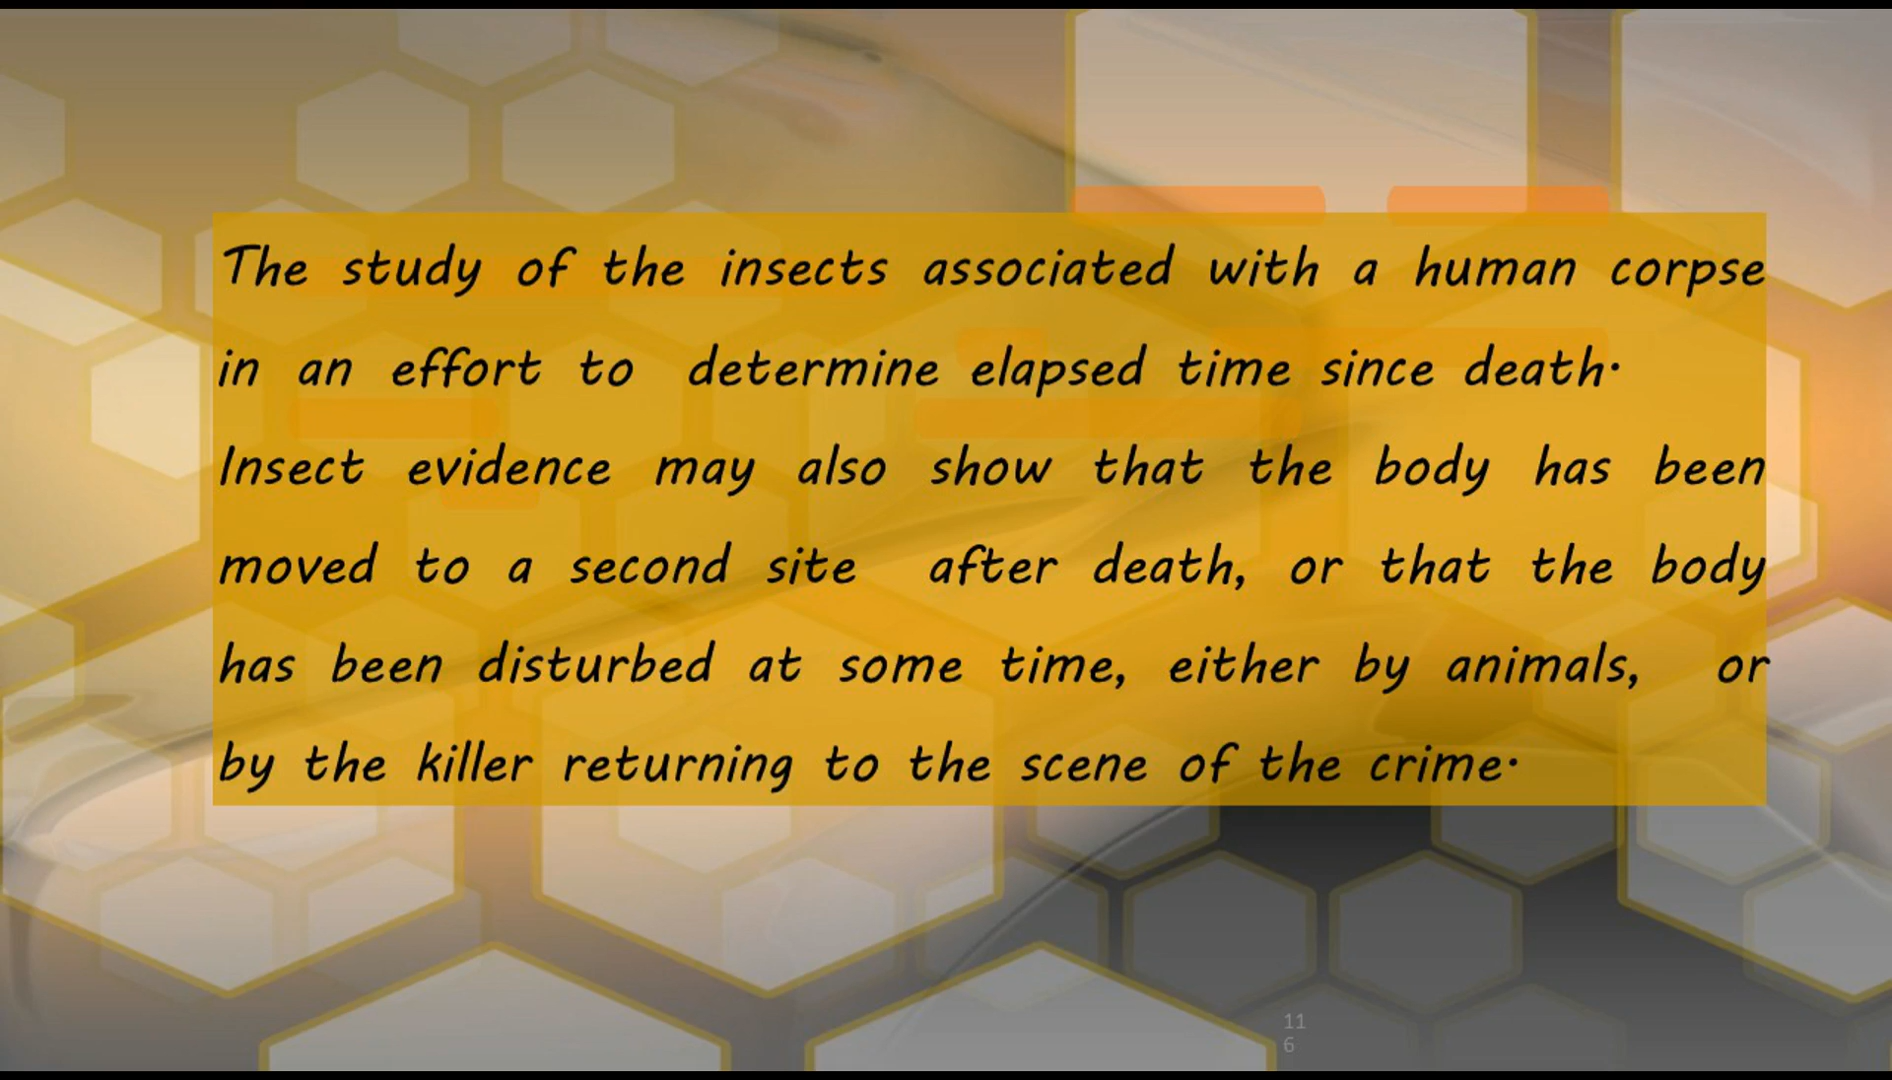 The study of the insects associated with a human corpse
in an effort to determine elapsed time since death.
Insect evidence may also show that the body has been
moved to a second site after death, or that the body
has been disturbed at some time, either by animals, or
by the killer returning to the scene of the crime.
11
6